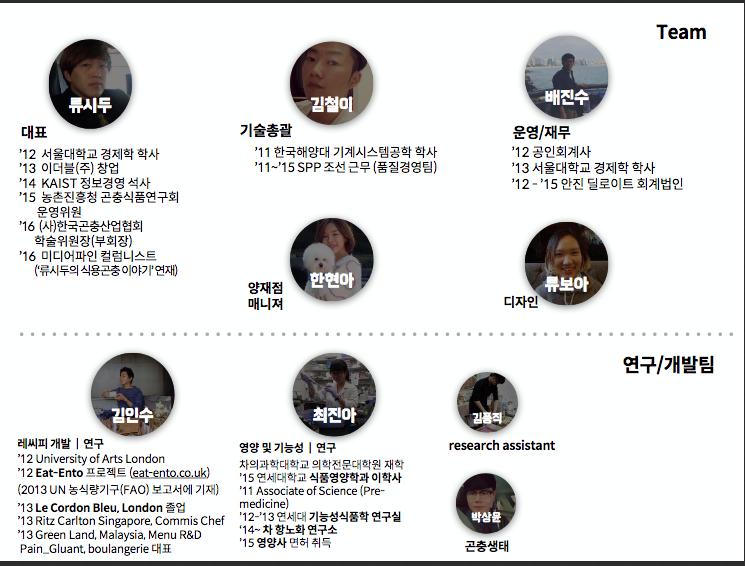 Team
류시두
대표
’12 서울대학교 경제학 학사
’13 이더블(주) 창업
’14 KAIST 정보경영 석사
’15 농촌진흥청 곤충식품연구회
운영위원
’16 (사)한국곤충산업협회
학술위원장(부회장)
’16 미디어파인 컬럼니스트
(‘류시두의 식용곤충 이야기’ 연재)
김철이
기술총괄
’11 한국해양대 기계시스템공학 학사
’11~’15 SPP 조선 근무 (품질경영팀)
배진수
운영/재무
’12 공인회계사
’13 서울대학교 경제학 학사
’12 - ’15 안진 딜로이트 회계법인
한현아
양재점
매니져
류보아
디자인
연구/개발팀
김인수
레씨피 개발 | 연구
’12 University of Arts London
’12 Eat-Ento 프로젝트 (eat-ento.co.uk)
(2013 UN 농식량기구(FAO) 보고서에 기재)
’13 Le Cordon Bleu, London 졸업
’13 Ritz Carlton Singapore, Commis Chef
’13 Green Land, Malaysia, Menu R&D
Pain_Gluant, boulangerie 대표
최진아
영양 및 기능성 | 연구
차의과학대학교 의학전문대학원 재학
’15 연세대학교 식품영양학과 이학사
’11 Associate of Science (Pre-
medicine)
’12-’13 연세대 기능성식품학 연구실
‘14~ 차 항노화 연구소
’15 영양사 면허 취득
김풍직
research assistant
박상윤
곤충생태